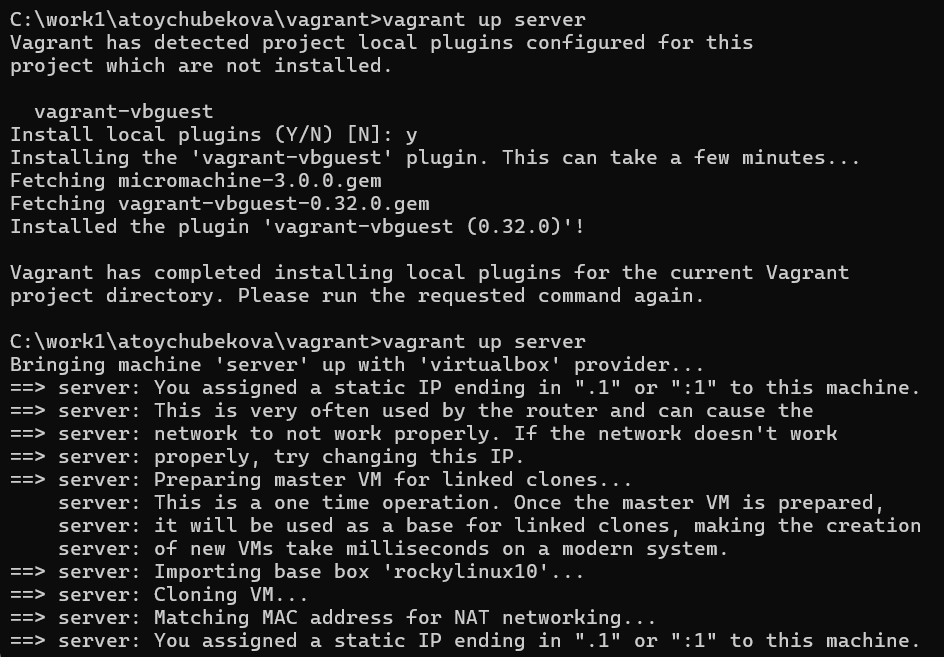 C:\work1\atoychubekova\vagrant>vagrant up server
Vagrant has detected project local plugins configured for this
project which are not installed.

  vagrant-vbguest
Install local plugins (Y/N) [N]: y
Installing the 'vagrant-vbguest' plugin. This can take a few minutes...
Fetching micromachine-3.0.0.gem
Fetching vagrant-vbguest-0.32.0.gem
Installed the plugin 'vagrant-vbguest (0.32.0)'!

Vagrant has completed installing local plugins for the current Vagrant
project directory. Please run the requested command again.

C:\work1\atoychubekova\vagrant>vagrant up server
Bringing machine 'server' up with 'virtualbox' provider...
==> server: You assigned a static IP ending in ".1" or ":1" to this machine.
==> server: This is very often used by the router and can cause the
==> server: network to not work properly. If the network doesn't work
==> server: properly, try changing this IP.
==> server: Preparing master VM for linked clones...
    server: This is a one time operation. Once the master VM is prepared,
    server: it will be used as a base for linked clones, making the creation
    server: of new VMs take milliseconds on a modern system.
==> server: Importing base box 'rockylinux10'...
==> server: Cloning VM...
==> server: Matching MAC address for NAT networking...
==> server: You assigned a static IP ending in ".1" or ":1" to this machine.